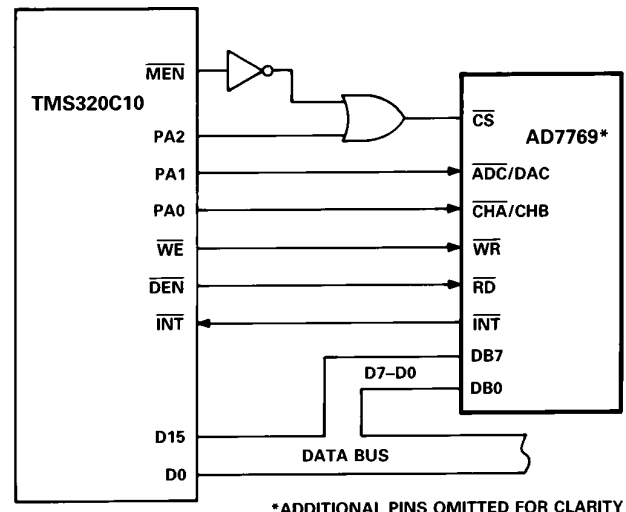 TMS320C10
MEN
PA2
PA1
PA0
WE
DEN
INT
D15
D0
CS
AD7769*
ADC/DAC
CHA/CHB
WR
RD
INT
DB7
DB0
D7–D0
DATA BUS
*ADDITIONAL PINS OMITTED FOR CLARITY